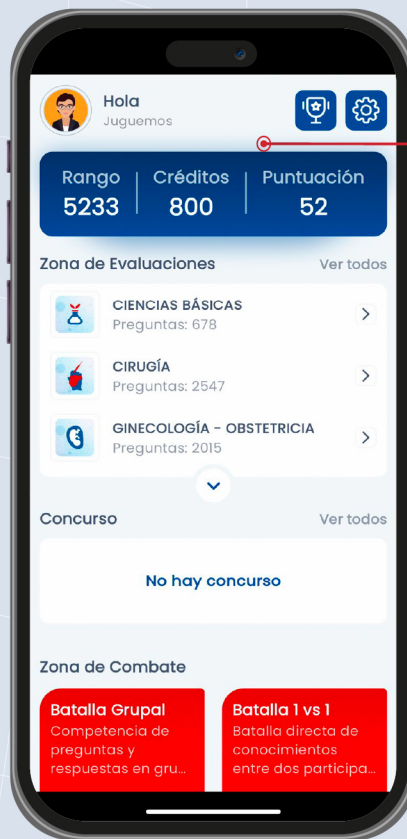 Hola
Juguemos
Rango
Créditos
Puntuación
5233
800
52
Zona de Evaluaciones
Ver todos
CIENCIAS BÁSICAS
Preguntas: 678
CIRUGÍA
Preguntas: 2547
GINECOLOGÍA - OBSTETRICIA
Preguntas: 2015
Concurso
Ver todos
No hay concurso
Zona de Combate
Batalla Grupal
Competencia de
preguntas y
respuestas en gru...
Batalla 1 vs 1
Batalla directa de
conocimientos
entre dos participa...